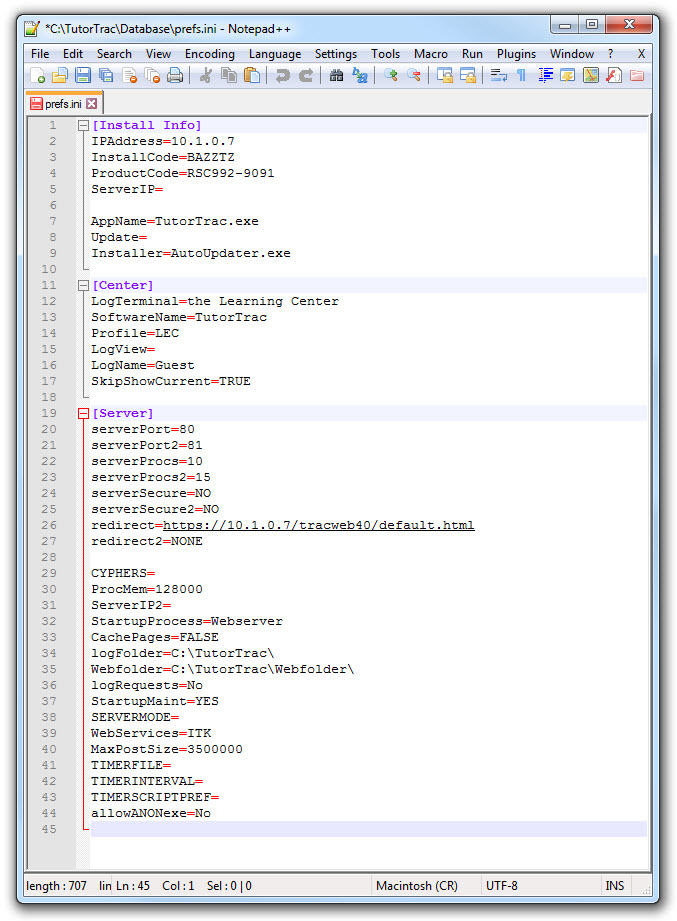 *C:\TutorTrac\Database\prefs.ini - Notepad++
File Edit Search View Encoding Language Settings Tools Macro Run Plugins Window ? X
prefs.ini
1 [Install Info]
2 IPAddress=10.1.0.7
3 InstallCode=BAZZTZ
4 ProductCode=RSC992-9091
5 ServerIP=
6
7 AppName=TutorTrac.exe
8 Update=
9 Installer=AutoUpdater.exe
10
11 [Center]
12 LogTerminal=the Learning Center
13 SoftwareName=TutorTrac
14 Profile=LEC
15 LogView=
16 LogName=Guest
17 SkipShowCurrent=TRUE
18
19 [Server]
20 serverPort=80
21 serverPort2=81
22 serverProcs=10
23 serverProcs2=15
24 serverSecure=NO
25 serverSecure2=NO
26 redirect=https://10.1.0.7/tracweb40/default.html
27 redirect2=NONE
28
29 CYPHERS=
30 ProcMem=128000
31 ServerIP2=
32 StartupProcess=Webserver
33 CachePages=FALSE
34 logFolder=C:\TutorTrac\
35 Webfolder=C:\TutorTrac\Webfolder\
36 logRequests=No
37 StartupMaint=YES
38 SERVERMODE=
39 WebServices=ITK
40 MaxPostSize=3500000
41 TIMERFILE=
42 TIMERINTERVAL=
43 TIMERSCRIPTPREF=
44 allowANONexe=No
45
length : 707 lin Ln : 45 Col : 1 Sel : 0 | 0 Macintosh (CR) UTF-8 INS